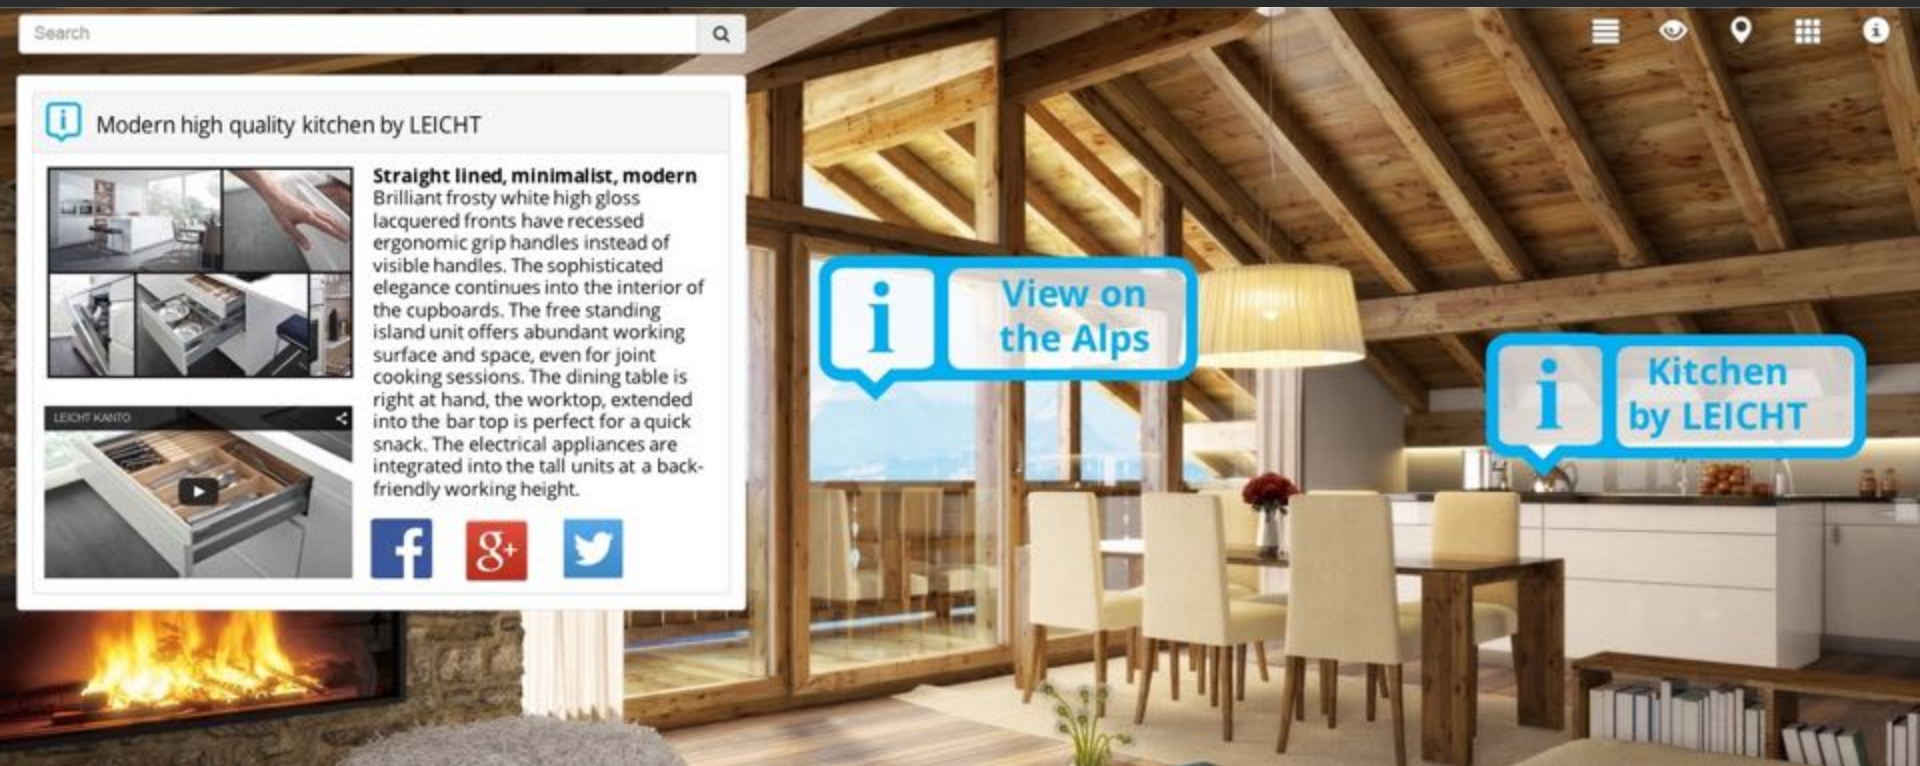 Search
Modern high quality kitchen by LEICHT
Straight lined, minimalist, modern
Brilliant frosty white high gloss
lacquered fronts have recessed
ergonomic grip handles instead of
visible handles. The sophisticated
elegance continues into the interior of
the cupboards. The free standing
island unit offers abundant working
surface and space, even for joint
cooking sessions. The dining table is
right at hand, the worktop, extended
into the bar top is perfect for a quick
snack. The electrical appliances are
integrated into the tall units at a back-
friendly working height.
LEICHT KANTO
f
g+
i
View on
the Alps
i
Kitchen
by LEICHT